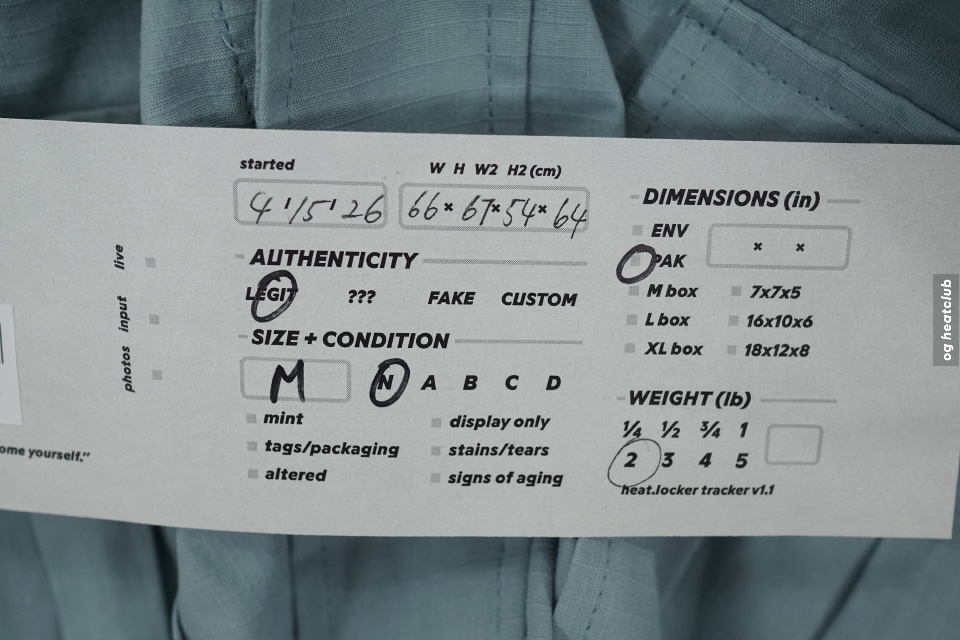 started
W H W2 H2 (cm)
4'15'26
66 × 67 × 54 × 64
AUTHENTICITY
LEGIT ??? FAKE CUSTOM
SIZE + CONDITION
M N A B C D
mint
display only
tags/packaging
stains/tears
altered
signs of aging
DIMENSIONS (in)
ENV
× ×
PAK
M box
7x7x5
L box
16x10x6
XL box
18x12x8
WEIGHT (lb)
¼ ½ ¾ 1
2 3 4 5
heat.locker tracker v1.1
live
input
photos
ome yourself.”
og heatclub